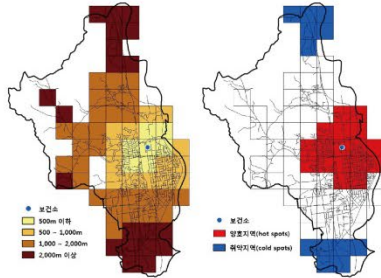 보건소
500m 이하
500 ~ 1,000m
1,000 ~ 2,000m
2,000m 이상
보건소
양호지역(hot spots)
취약지역(cold spots)